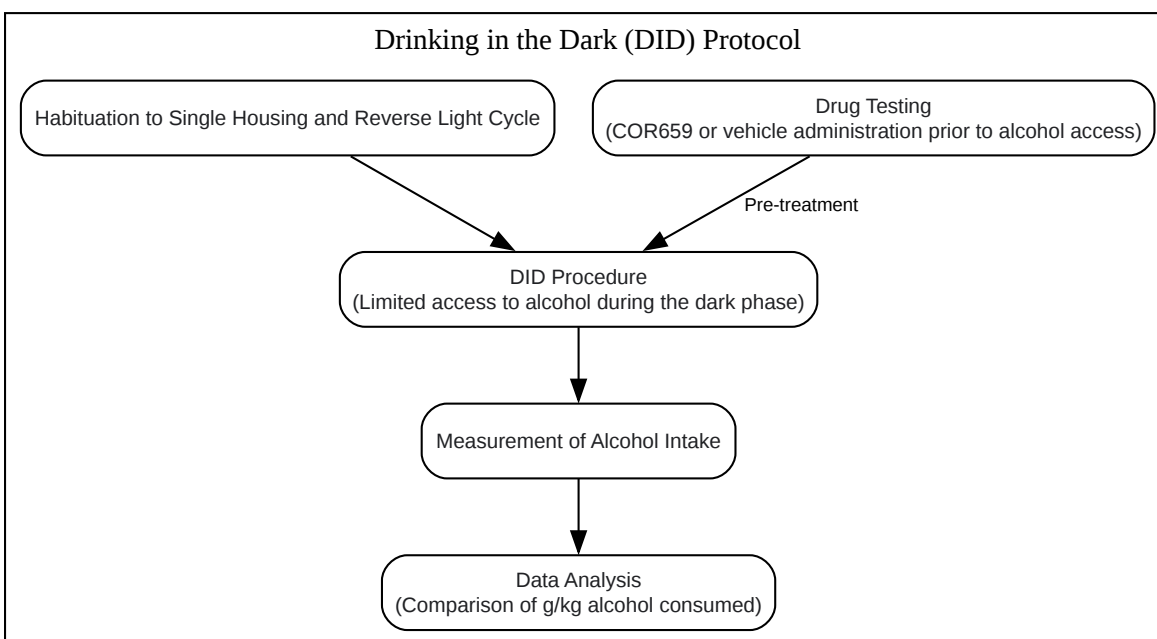 Drinking in the Dark (DID) Protocol
Habituation to Single Housing and Reverse Light Cycle
Drug Testing
(COR659 or vehicle administration prior to alcohol access)
Pre-treatment
DID Procedure
(Limited access to alcohol during the dark phase)
Measurement of Alcohol Intake
Data Analysis
(Comparison of g/kg alcohol consumed)